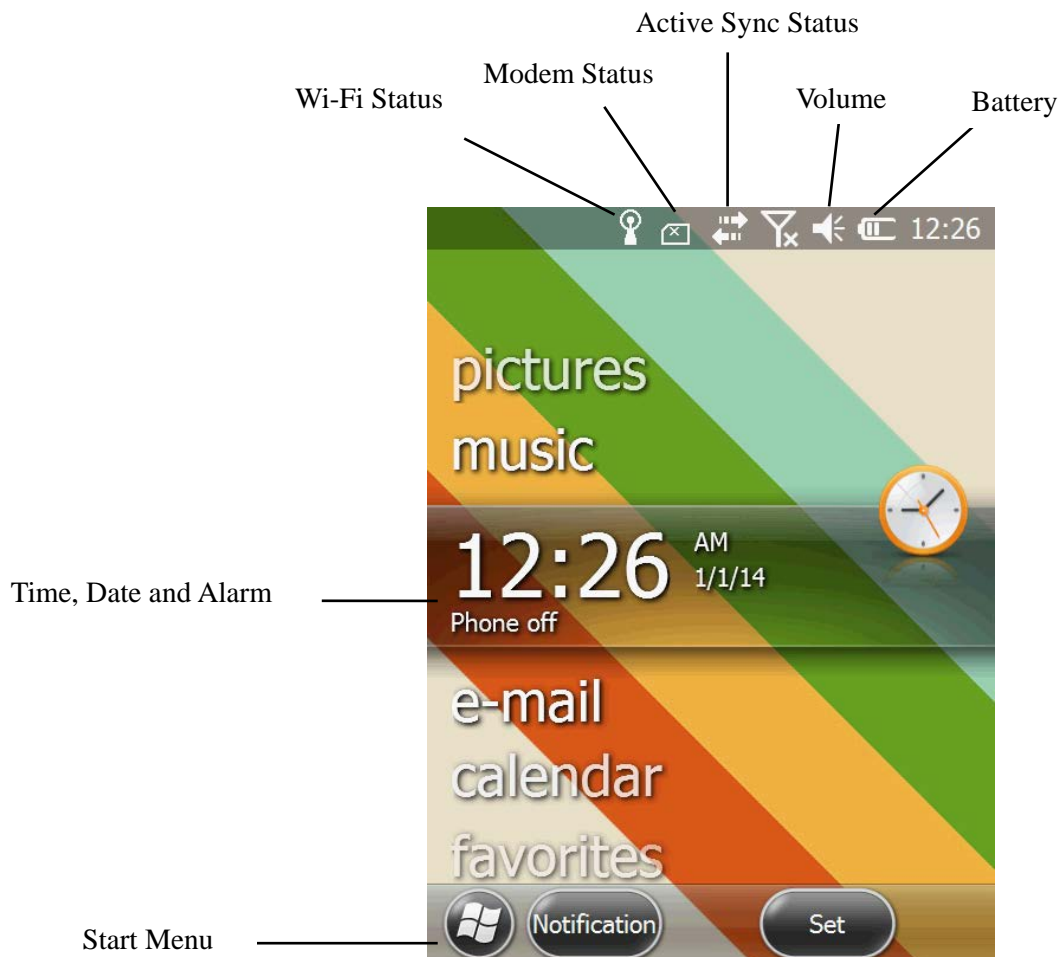 Active Sync Status
Modem Status
Wi-Fi Status
Volume
Battery
12:26
pictures
music
12:26 AM
1/1/14
Phone off
Time, Date and Alarm
e-mail
calendar
favorites
Notification
Set
Start Menu